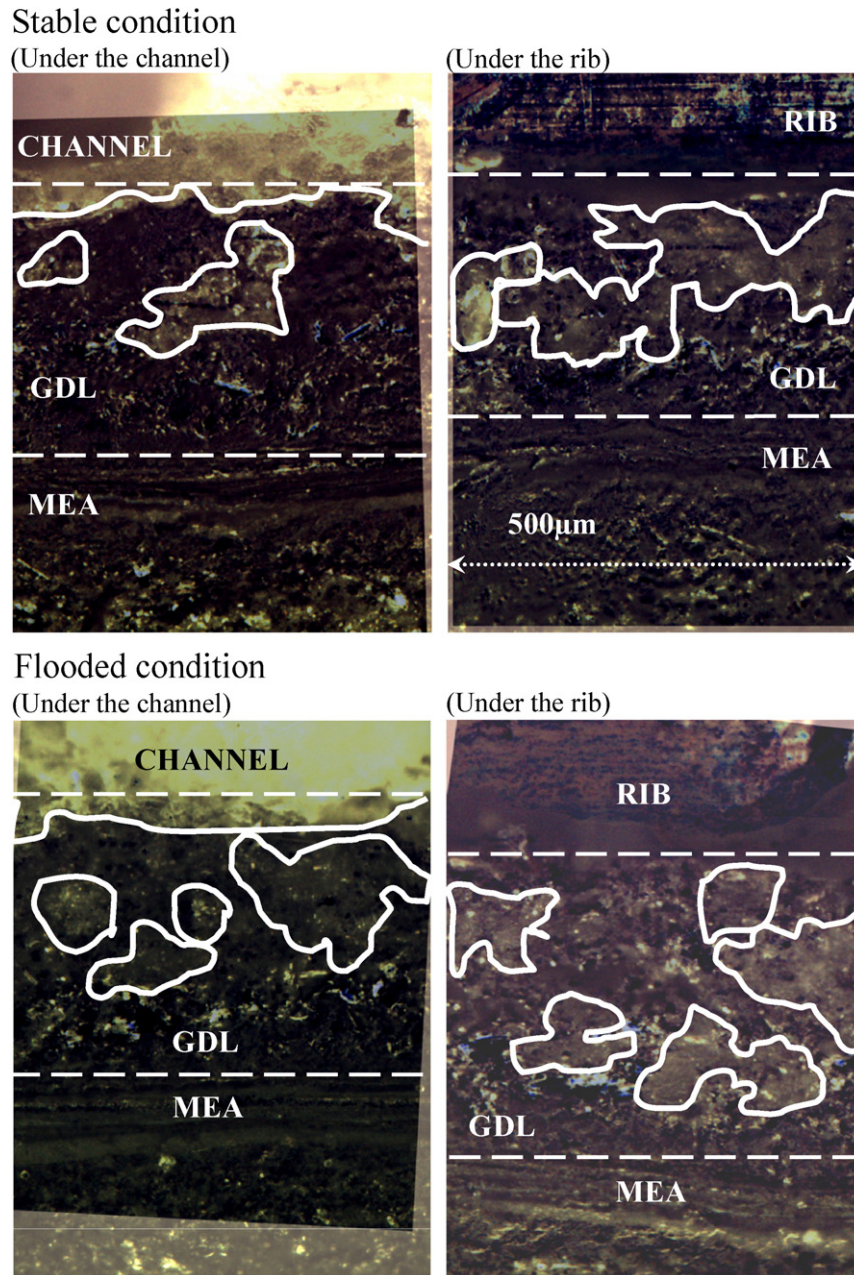 Stable condition
(Under the channel)
(Under the rib)
CHANNEL
RIB
GDL
GDL
MEA
MEA
500µm
Flooded condition
(Under the channel)
(Under the rib)
CHANNEL
RIB
GDL
GDL
MEA
MEA